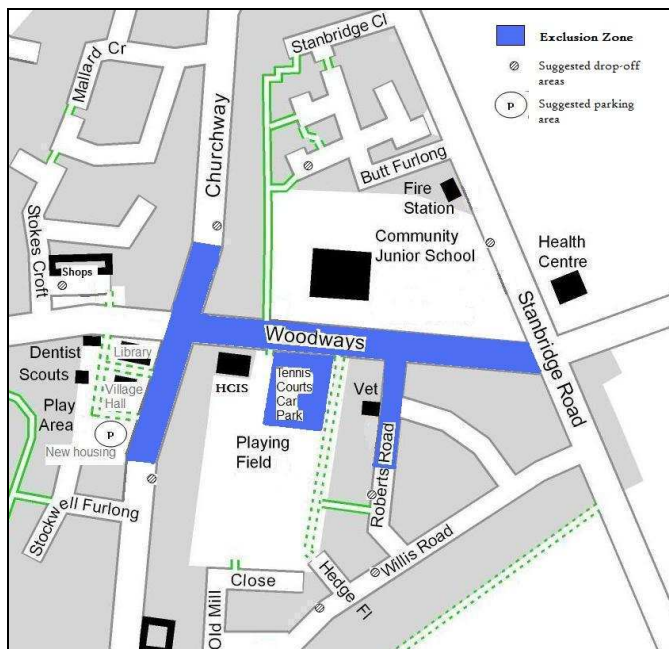 Stanbridge Cl
Exclusion Zone
Suggested drop-off
areas
P
Suggested parking
area
Mallard Cr
Churchway
Butt Furlong
Fire
Station
Community
Junior School
Health
Centre
Stokes Croft
Shops
Woodways
Stanbridge Road
Dentist
Library
Scouts
HCIS
Tennis
Courts
Car
Park
Vet
Village
Hall
Play
Area
P
New housing
Playing
Field
Roberts Road
Stockwell Furlong
Willis Road
Close
Hedge Fl
Old Mill